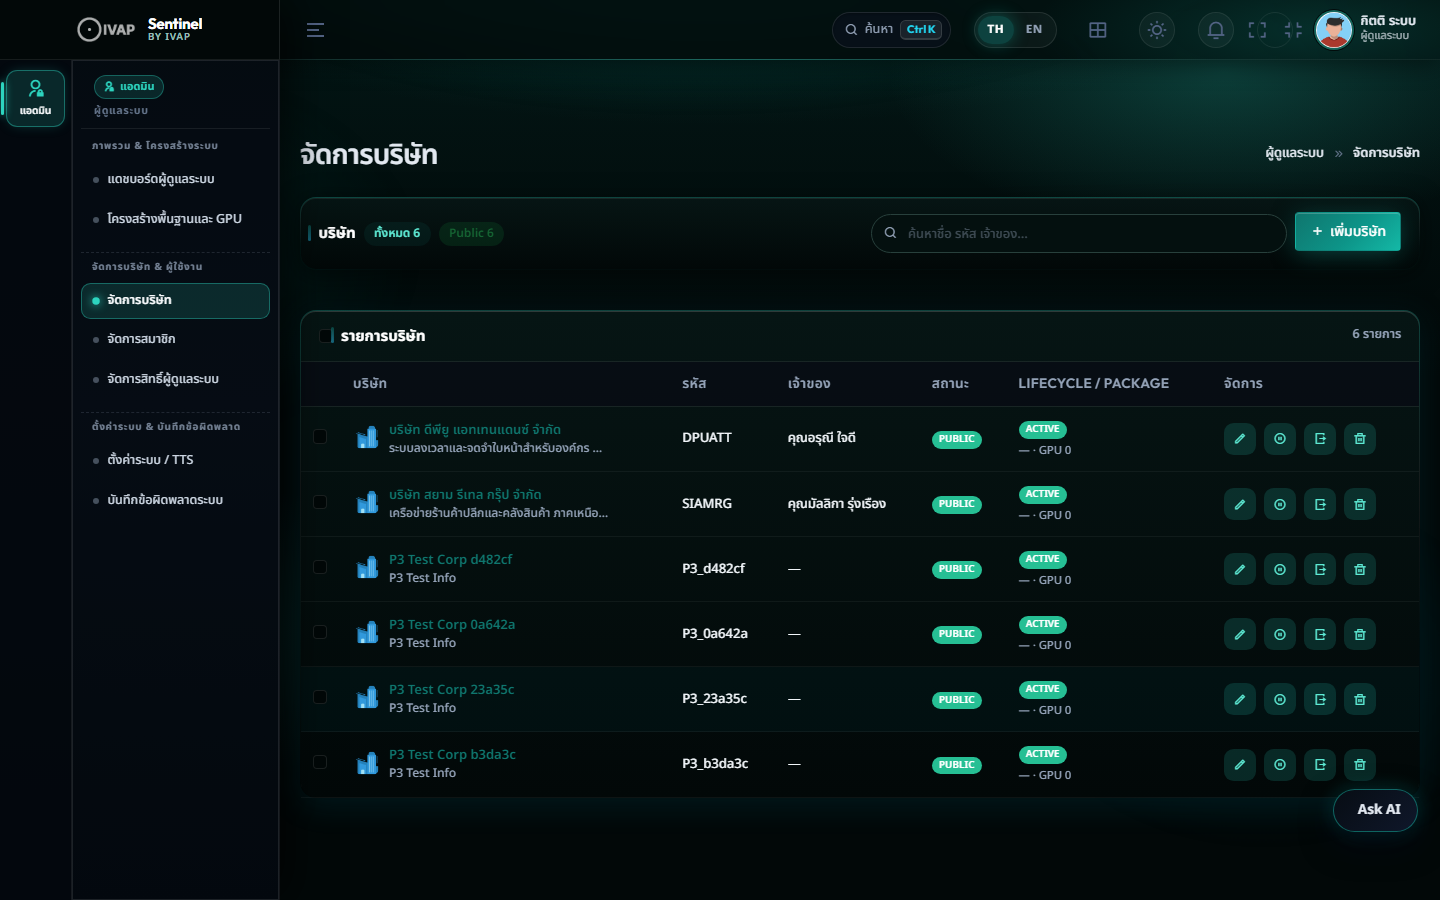 IVAP
Sentinel
BY IVAP
ค้นหา
Ctrl K
TH
EN
กิตติ ระบบ
ผู้ดูแลระบบ
แอดมิน
แอดมิน
ผู้ดูแลระบบ
ภาพรวม & โครงสร้างระบบ
แดชบอร์ดผู้ดูแลระบบ
โครงสร้างพื้นฐานและ GPU
จัดการบริษัท & ผู้ใช้งาน
จัดการบริษัท
จัดการสมาชิก
จัดการสิทธิ์ผู้ดูแลระบบ
ตั้งค่าระบบ & บันทึกข้อผิดพลาด
ตั้งค่าระบบ / TTS
บันทึกข้อผิดพลาดระบบ
จัดการบริษัท
ผู้ดูแลระบบ » จัดการบริษัท
บริษัท
ทั้งหมด 6
Public 6
ค้นหาชื่อ รหัส เจ้าของ...
+ เพิ่มบริษัท
รายการบริษัท
6 รายการ
บริษัท รหัส เจ้าของ สถานะ LIFECYCLE / PACKAGE จัดการ
บริษัท ดีพียู แอทเทนแดนซ์ จำกัด
ระบบลงเวลาและจดจำใบหน้าสำหรับองค์กร ...
DPUATT คุณอรุณี ใจดี PUBLIC
ACTIVE
— · GPU 0
บริษัท สยาม รีเทล กรุ๊ป จำกัด
เครือข่ายร้านค้าปลีกและคลังสินค้า ภาคเหนือ...
SIAMRG คุณมัลลิกา รุ่งเรือง PUBLIC
ACTIVE
— · GPU 0
P3 Test Corp d482cf
P3 Test Info
P3_d482cf — PUBLIC
ACTIVE
— · GPU 0
P3 Test Corp 0a642a
P3 Test Info
P3_0a642a — PUBLIC
ACTIVE
— · GPU 0
P3 Test Corp 23a35c
P3 Test Info
P3_23a35c — PUBLIC
ACTIVE
— · GPU 0
P3 Test Corp b3da3c
P3 Test Info
P3_b3da3c — PUBLIC
ACTIVE
— · GPU 0
Ask AI